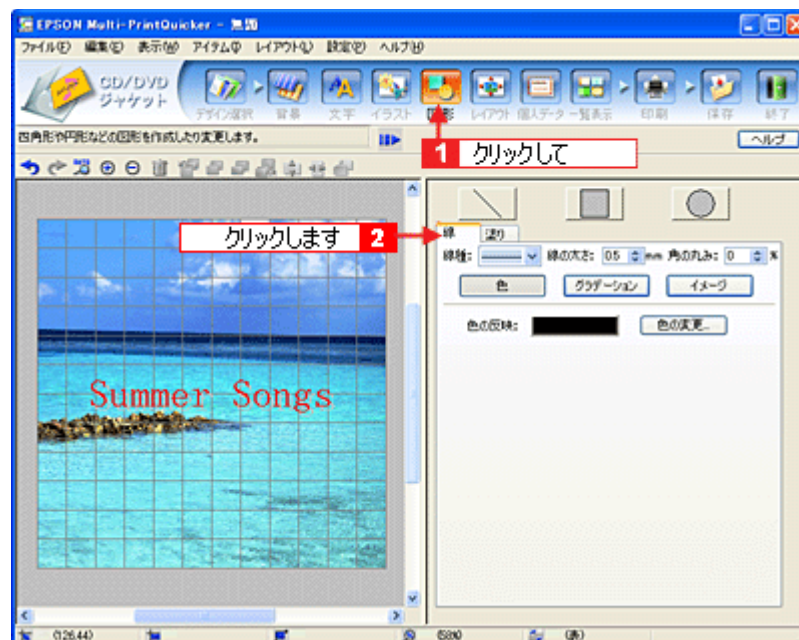 EPSON Multi-PrintQuicker - 無題
ファイル(F) 編集(E) 表示(W) アイテム(I) レイアウト(L) 設定(P) ヘルプ(H)
CD/DVD
ジャケット
デザイン選択 背景 文字 イラスト 図形 レイアウト 個人データ 一覧表示 印刷 保存 終了
四角形や円形などの図形を作成したり変更します。
ヘルプ
1 クリックして
クリックします 2
線 塗り
線種: 線の太さ: 0.5 mm 角の丸み: 0 %
色 グラデーション イメージ
色の反映: 色の変更...
Summer Songs
(126,44) (58%) (表)